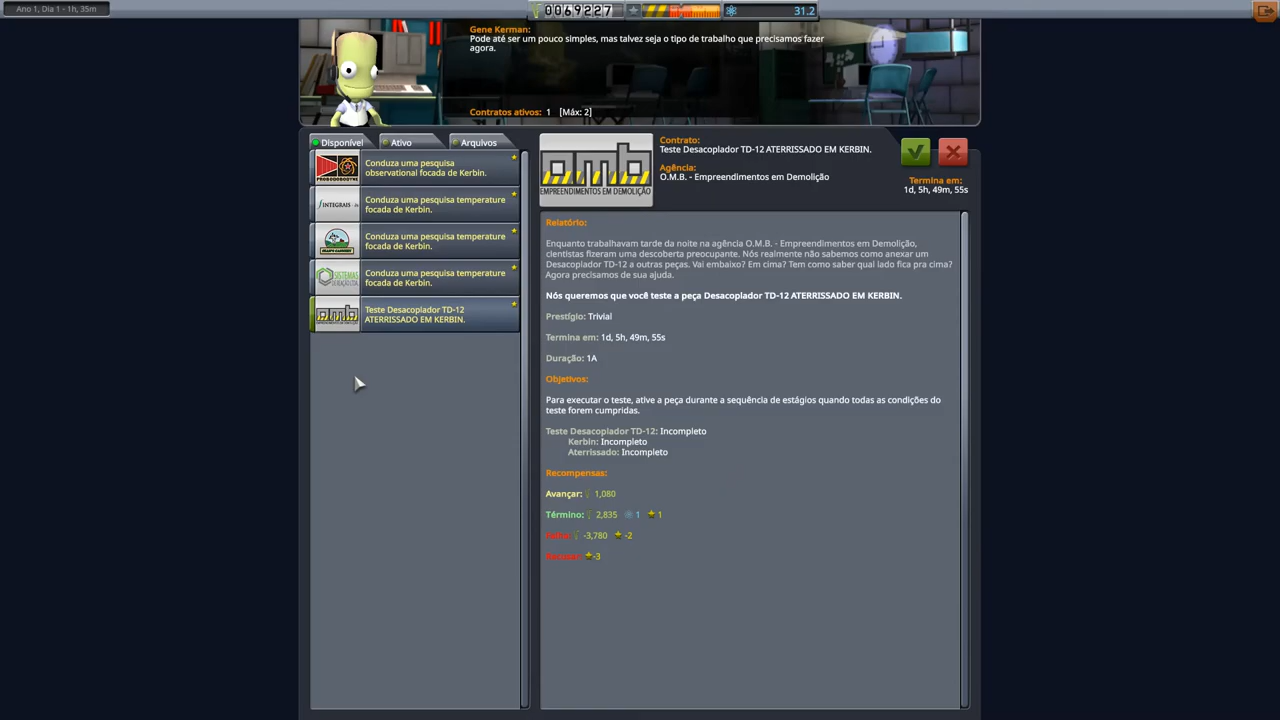 Ano 1, Dia 1 - 1h, 35m
0069227
31.2
Gene Kerman:
Pode até ser um pouco simples, mas talvez seja o tipo de trabalho que precisamos fazer
agora.
Contratos ativos: 1 [Máx: 2]
Disponível
Ativo
Arquivos
Conduza uma pesquisa
observacional focada de Kerbin.
Conduza uma pesquisa temperature
focada de Kerbin.
Conduza uma pesquisa temperature
focada de Kerbin.
Conduza uma pesquisa temperature
focada de Kerbin.
Teste Desacoplador TD-12
ATERRISSADO EM KERBIN.
omb
EMPREENDIMENTOS EM DEMOLIÇÃO
Contrato:
Teste Desacoplador TD-12 ATERRISSADO EM KERBIN.
Agência:
O.M.B. - Empreendimentos em Demolição
Termina em:
1d, 5h, 49m, 55s
Relatório:
Enquanto trabalhavam tarde da noite na agência O.M.B. - Empreendimentos em Demolição,
cientistas fizeram uma descoberta preocupante. Nós realmente não sabemos como anexar um
Desacoplador TD-12 a outras peças. Vai embaixo? Em cima? Tem como saber qual lado fica pra cima?
Agora precisamos de sua ajuda.
Nós queremos que você teste a peça Desacoplador TD-12 ATERRISSADO EM KERBIN.
Prestígio: Trivial
Termina em: 1d, 5h, 49m, 55s
Duração: 1A
Objetivos:
Para executar o teste, ative a peça durante a sequência de estágios quando todas as condições do
teste forem cumpridas.
Teste Desacoplador TD-12: Incompleto
Kerbin: Incompleto
Aterrissado: Incompleto
Recompensas:
Avançar: 1,080
Término: 2,835 1 1
-3,780 -2
-3